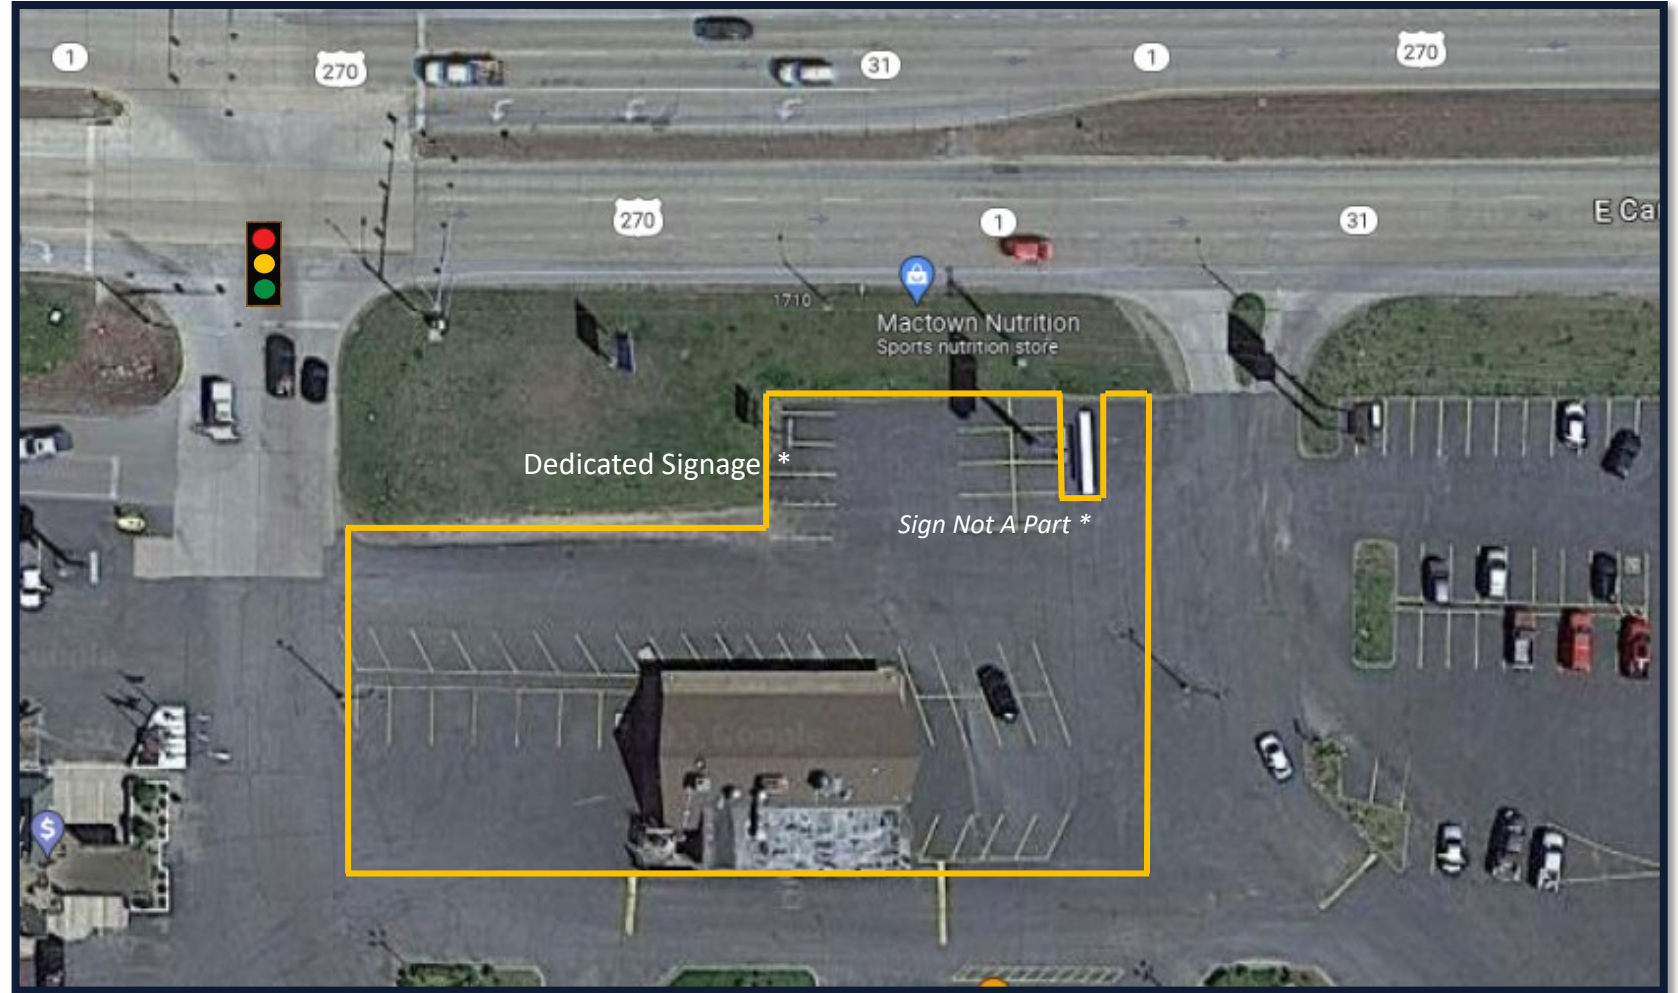 1
270
31
1
270
270
1
31
E Ca
1710
Mactown Nutrition
Sports nutrition store
Dedicated Signage *
Sign Not A Part *
Google
$